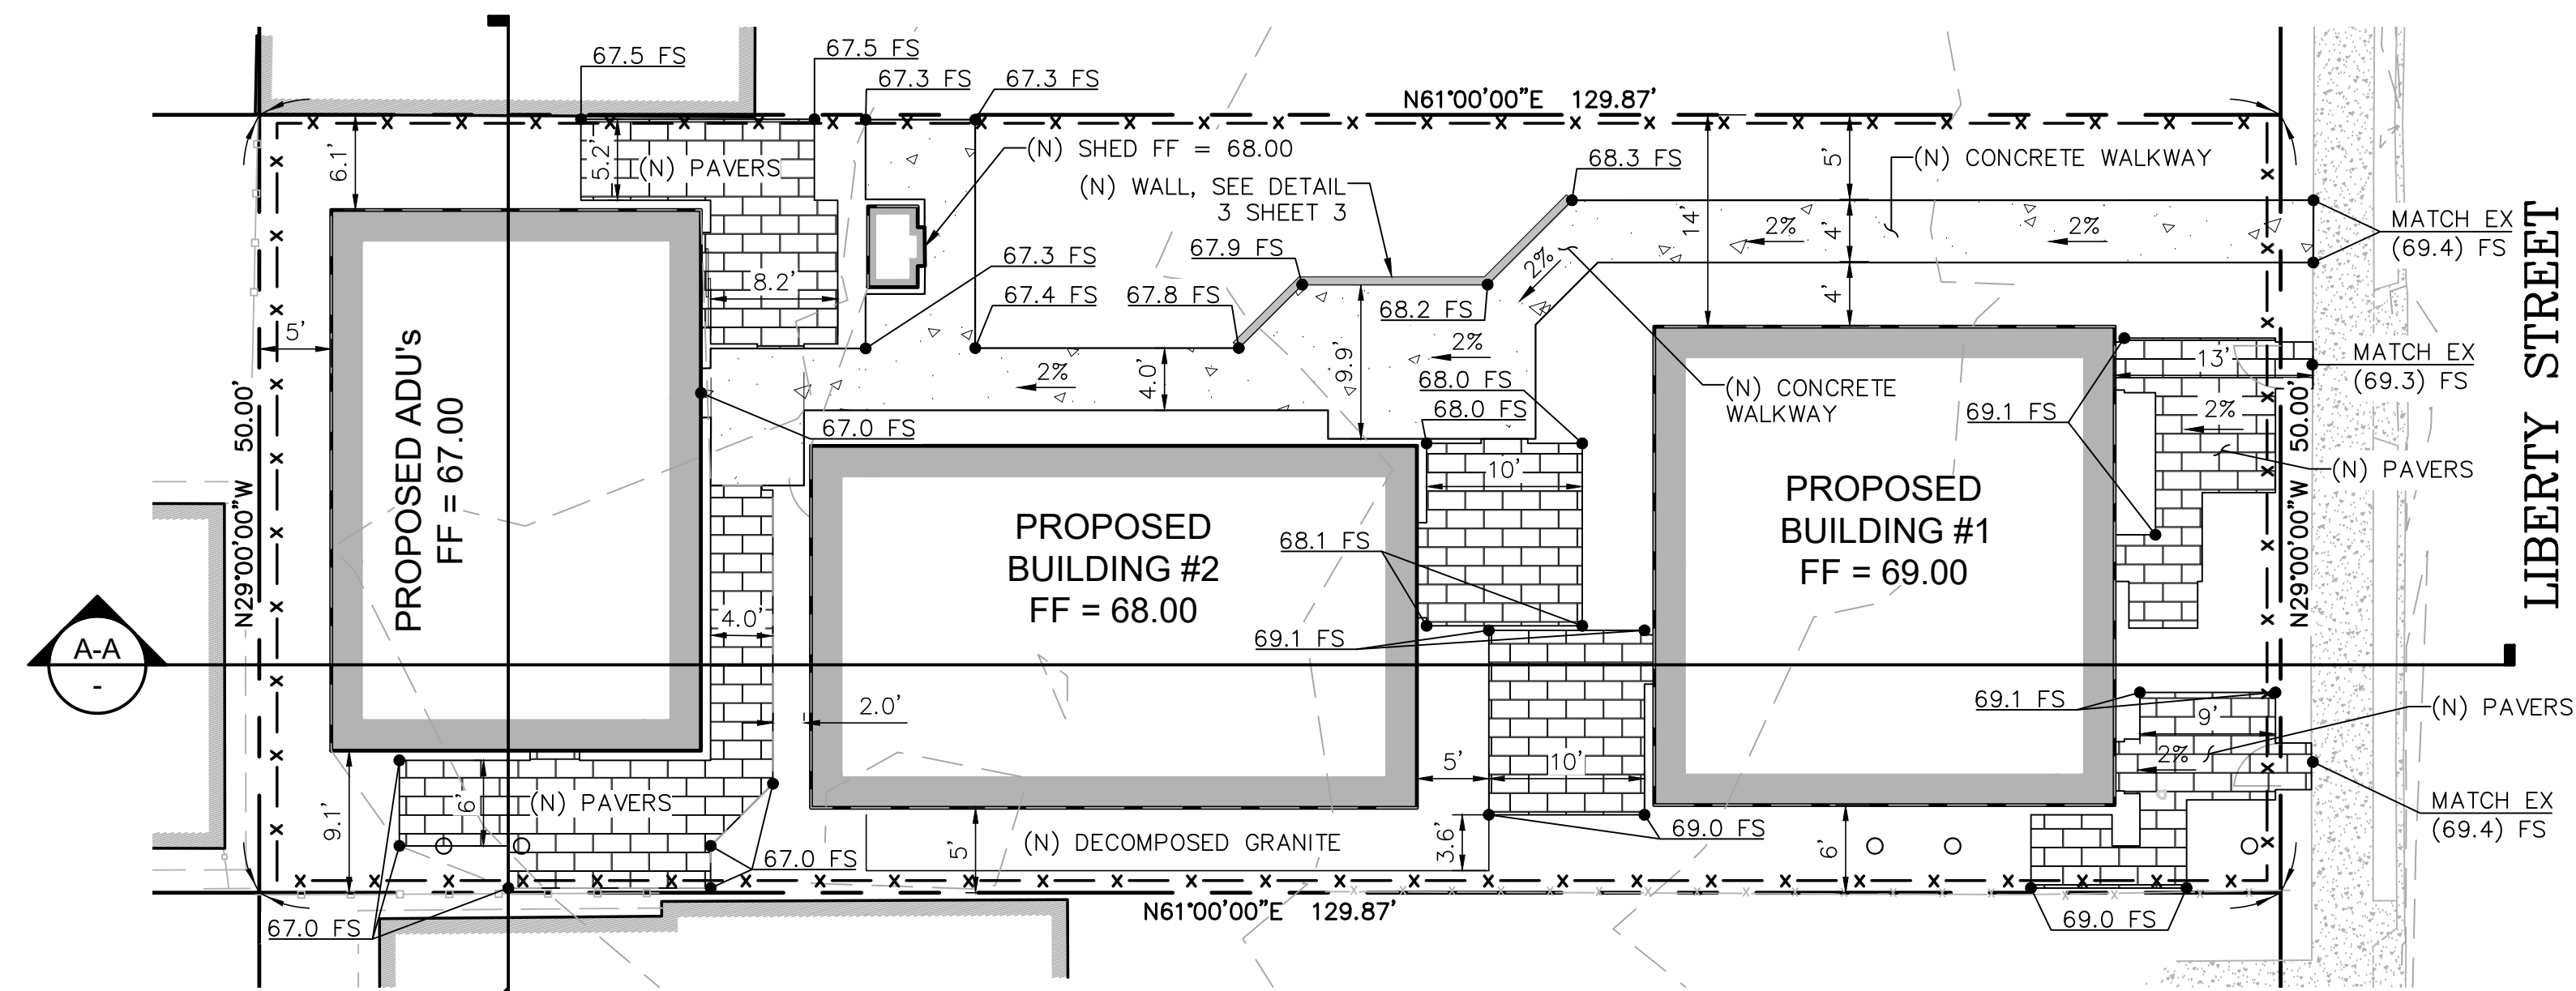 67.5 FS
67.5 FS
67.3 FS
67.3 FS
N61°00'00"E 129.87'
6.1'
5.2'
(N) PAVERS
(N) SHED FF = 68.00
(N) WALL, SEE DETAIL
3 SHEET 3
68.3 FS
5'
(N) CONCRETE WALKWAY
14'
4'
2%
2%
MATCH EX
(69.4) FS
LIBERTY STREET
67.3 FS
67.9 FS
2%
8.2'
67.4 FS
67.8 FS
68.2 FS
4'
5'
PROPOSED ADU's
FF = 67.00
2%
4.0'
9.9'
2%
68.0 FS
68.0 FS
(N) CONCRETE
WALKWAY
69.1 FS
13'
MATCH EX
(69.3) FS
2%
N29°00'00"W 50.00'
67.0 FS
10'
(N) PAVERS
N29°00'00"W 50.00'
PROPOSED
BUILDING #2
FF = 68.00
PROPOSED
BUILDING #1
FF = 69.00
68.1 FS
4.0'
69.1 FS
A-A
-
2.0'
69.1 FS
9'
(N) PAVERS
2%
5'
10'
9.1'
6'
(N) PAVERS
MATCH EX
(69.4) FS
5'
(N) DECOMPOSED GRANITE
3.6'
69.0 FS
6'
67.0 FS
67.0 FS
N61°00'00"E 129.87'
69.0 FS